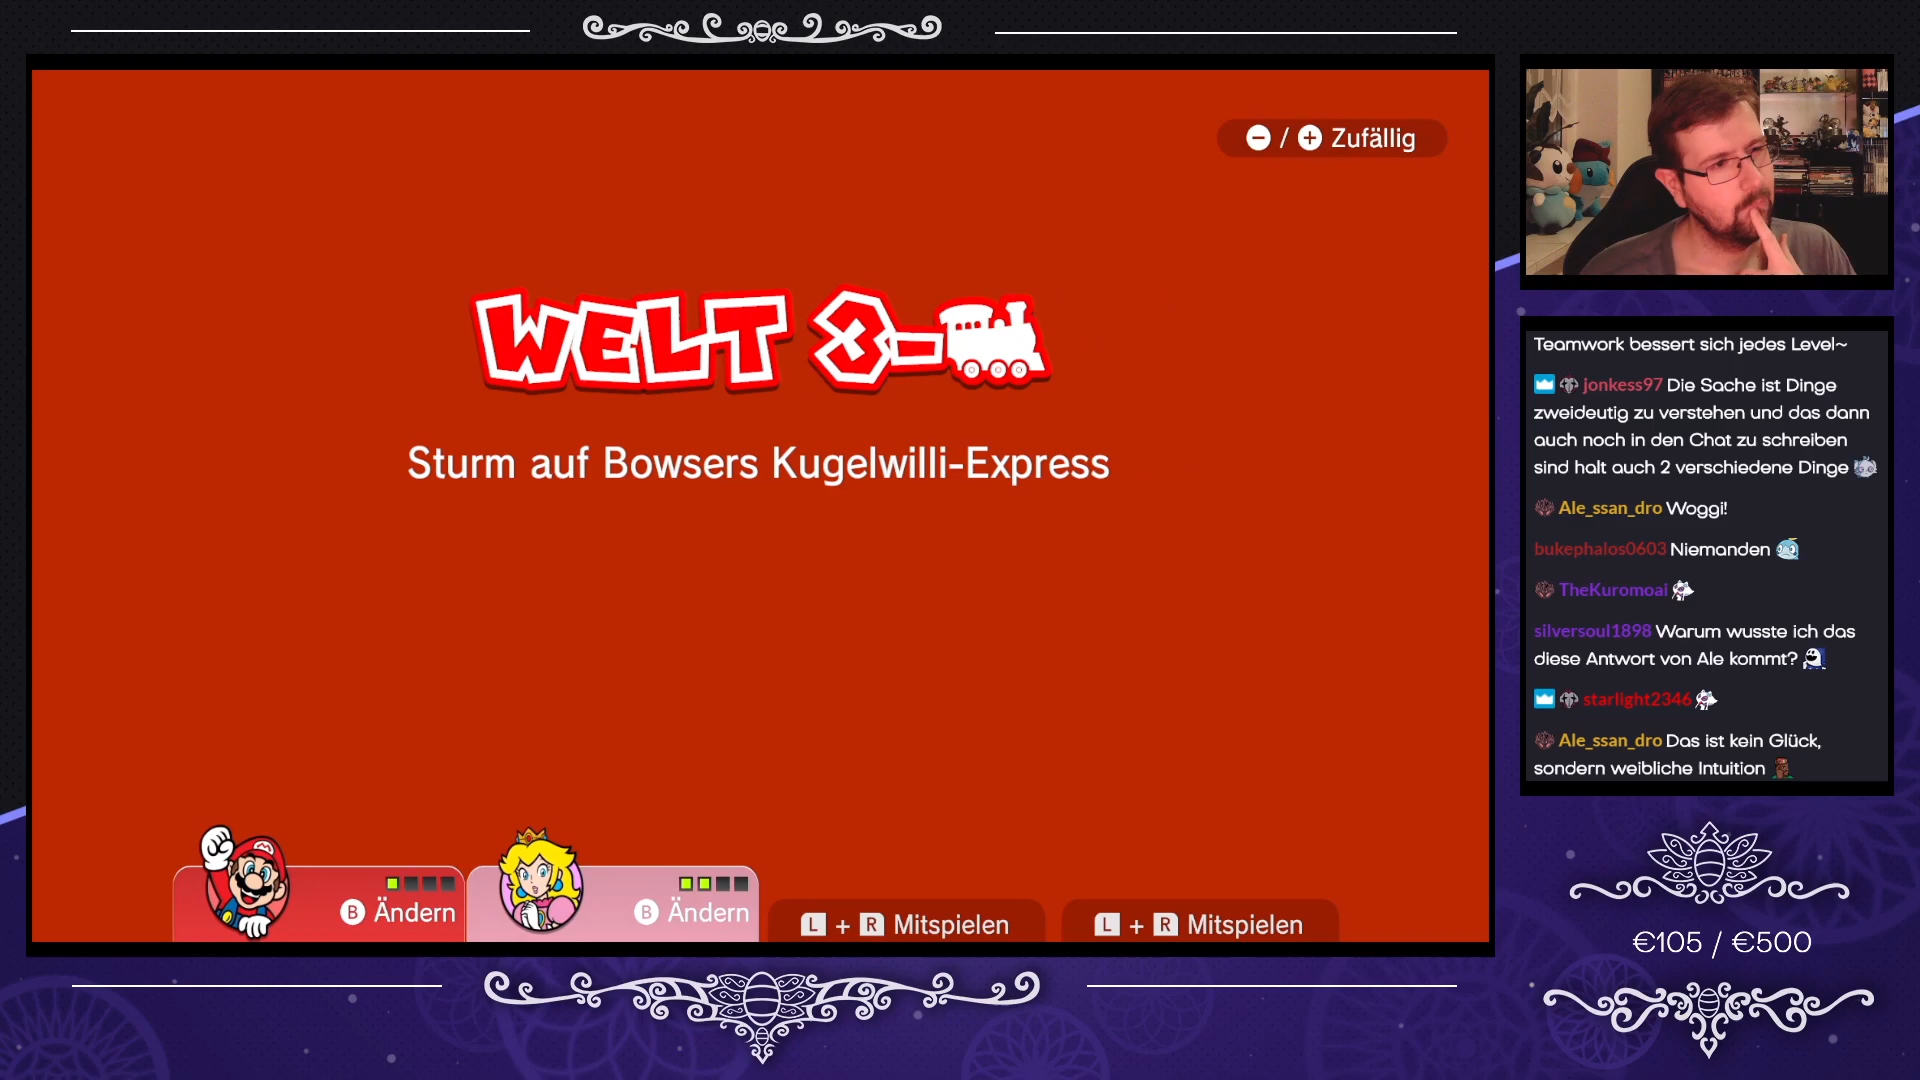 - / + Zufällig
WELT 3-
Sturm auf Bowsers Kugelwilli-Express
B Ändern
B Ändern
L + R Mitspielen
L + R Mitspielen
Teamwork bessert sich jedes Level~
jonkess97 Die Sache ist Dinge
zweideutig zu verstehen und das dann
auch noch in den Chat zu schreiben
sind halt auch 2 verschiedene Dinge
Ale_ssan_dro Woggi!
bukephalos0603 Niemanden
TheKuromoai
silversoul1898 Warum wusste ich das
diese Antwort von Ale kommt?
starlight2346
Ale_ssan_dro Das ist kein Glück,
sondern weibliche Intuition
€105 / €500